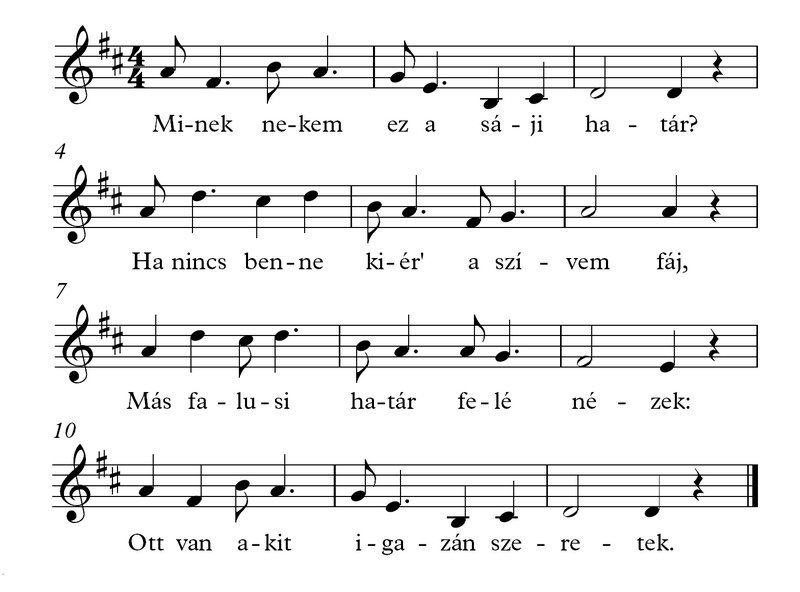 4
4
Mi-nek ne-kem ez a sá - ji ha - tár?
4
Ha nincs ben-ne ki-ér' a szí - vem fáj,
7
Más fa - lu - si ha-tár fe-lé né - zek:
10
Ott van a-kit i-ga - zán sze - re - tek.